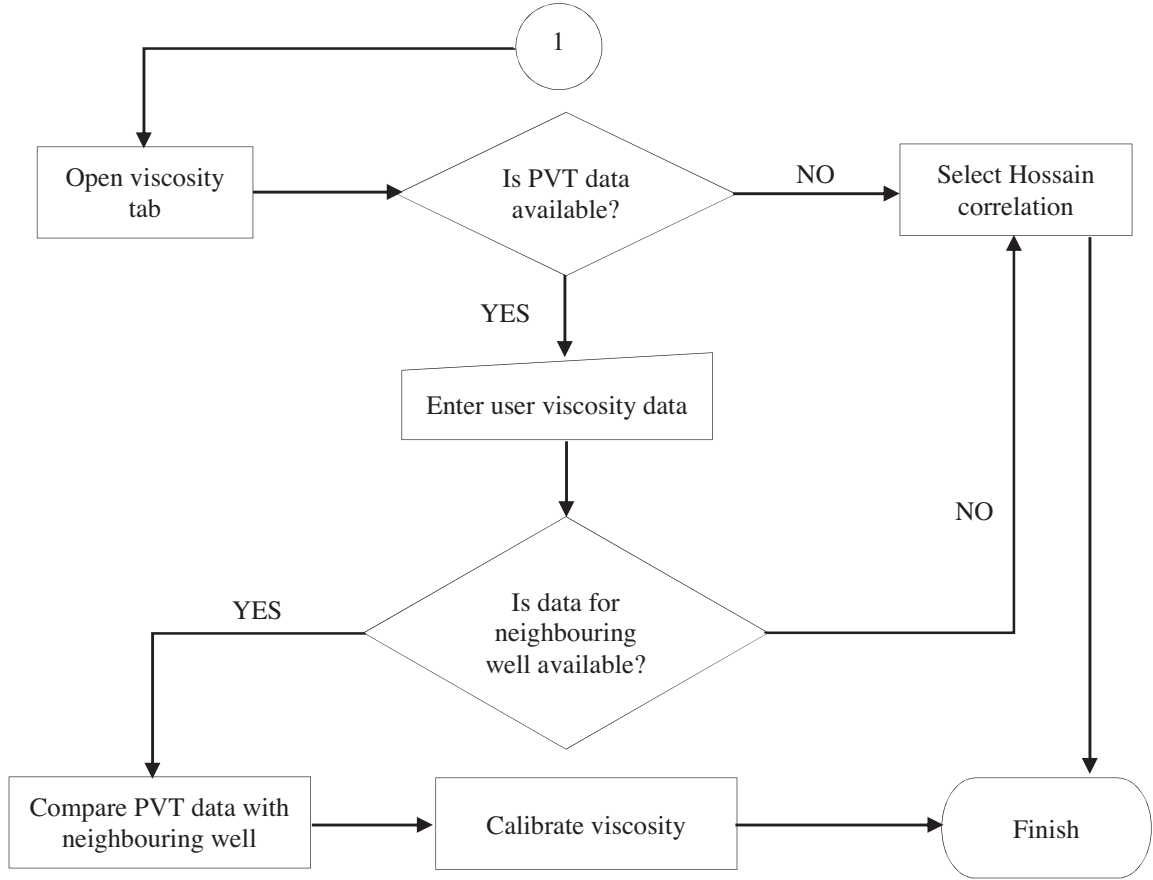 1
Open viscosity
tab
Is PVT data
available?
NO
Select Hossain
correlation
YES
Enter user viscosity data
NO
YES
Is data for
neighbouring
well available?
Compare PVT data with
neighbouring well
Calibrate viscosity
Finish